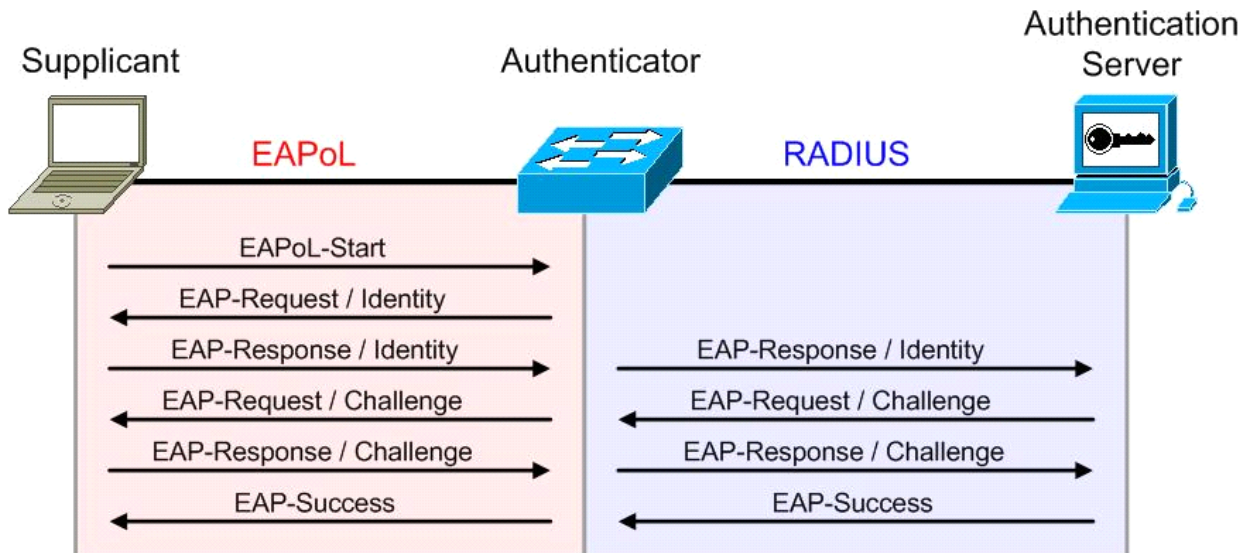 Supplicant
Authenticator
Authentication
Server
EAPoL
RADIUS
EAPoL-Start
EAP-Request / Identity
EAP-Response / Identity
EAP-Response / Identity
EAP-Request / Challenge
EAP-Request / Challenge
EAP-Response / Challenge
EAP-Response / Challenge
EAP-Success
EAP-Success